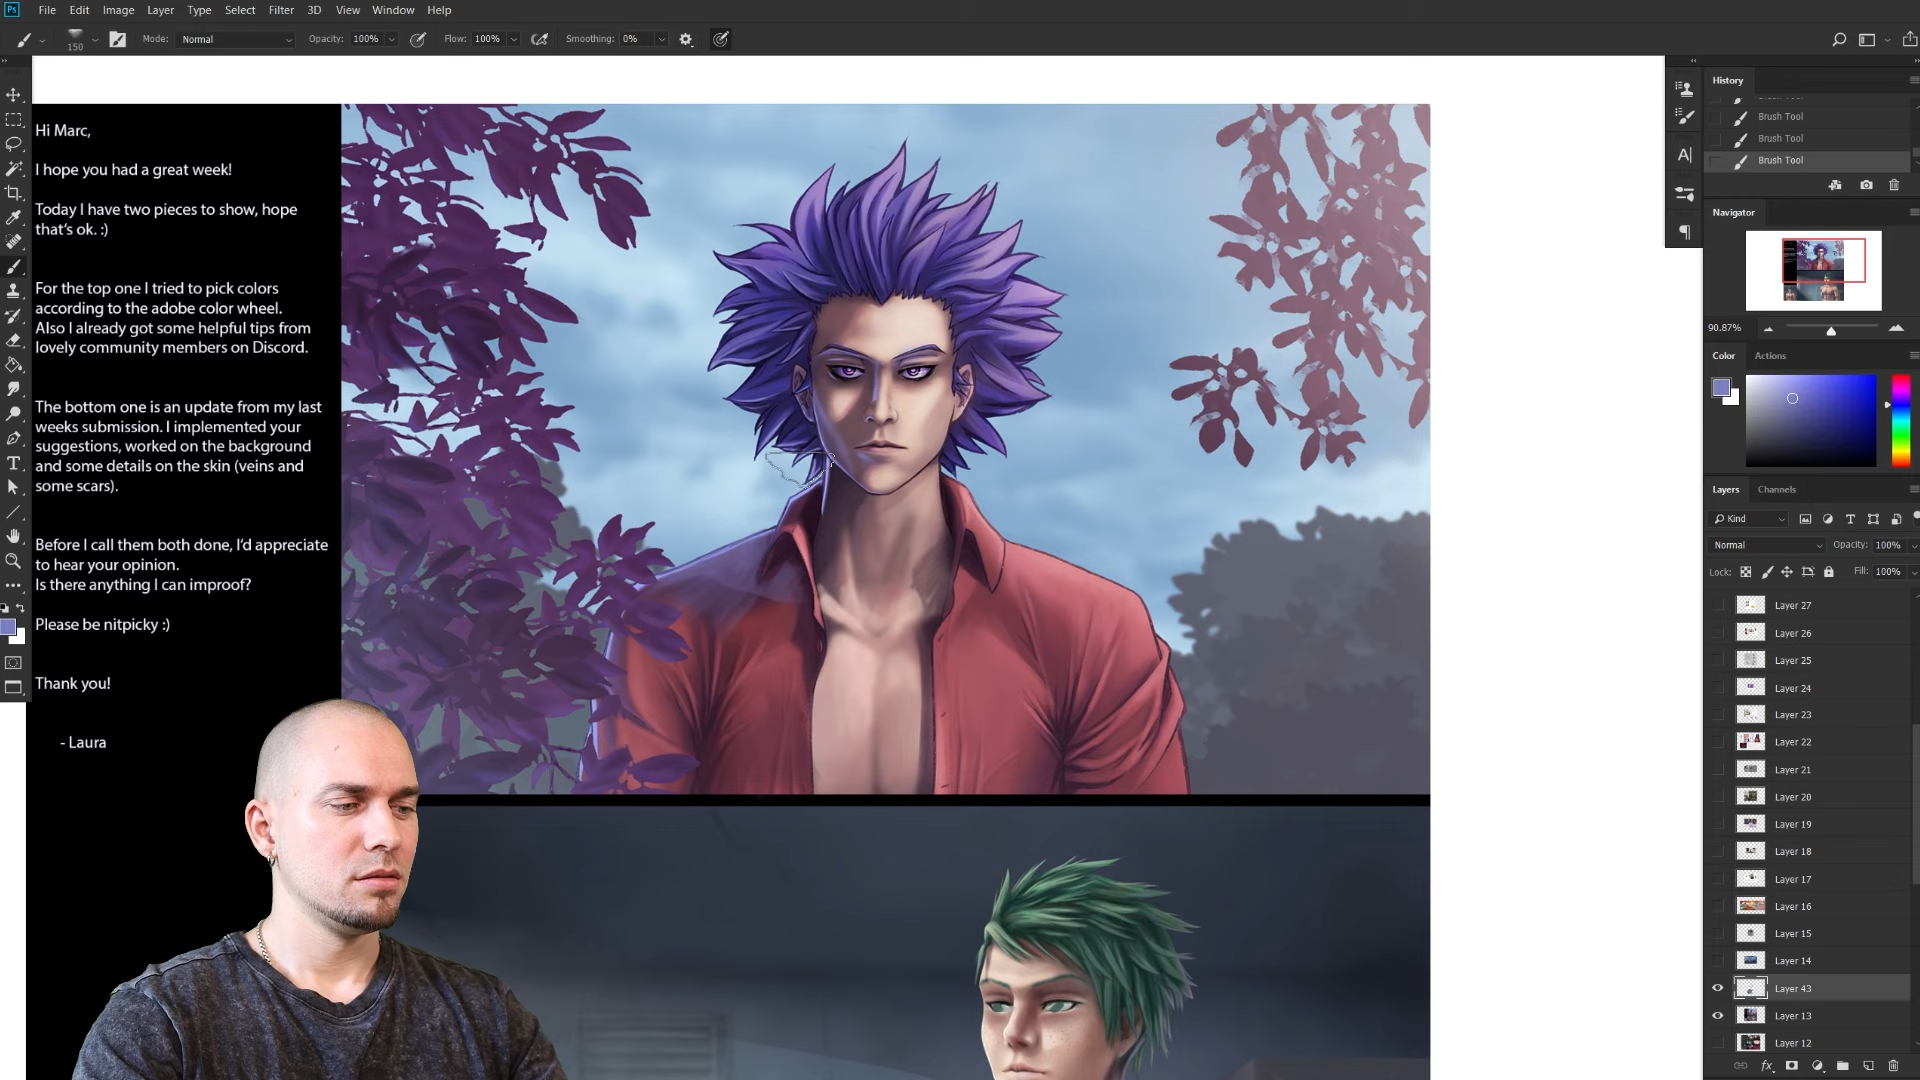 Ps File Edit Image Layer Type Select Filter 3D View Window Help
150 Mode: Normal Opacity: 100% Flow: 100% Smoothing: 0%
Hi Marc,
I hope you had a great week!
Today I have two pieces to show, hope
that's ok. :)
For the top one I tried to pick colors
according to the adobe color wheel.
Also I already got some helpful tips from
lovely community members on Discord.
The bottom one is an update from my last
weeks submission. I implemented your
suggestions, worked on the background
and some details on the skin (veins and
some scars).
Before I call them both done, I'd appreciate
to hear your opinion.
Is there anything I can improof?
Please be nitpicky :)
Thank you!
- Laura
History
Brush Tool
Brush Tool
Brush Tool
Navigator
90.87%
Color Actions
Layers Channels
Kind
Normal Opacity: 100%
Lock: Fill: 100%
Layer 27
Layer 26
Layer 25
Layer 24
Layer 23
Layer 22
Layer 21
Layer 20
Layer 19
Layer 18
Layer 17
Layer 16
Layer 15
Layer 14
Layer 43
Layer 13
Layer 12
fx